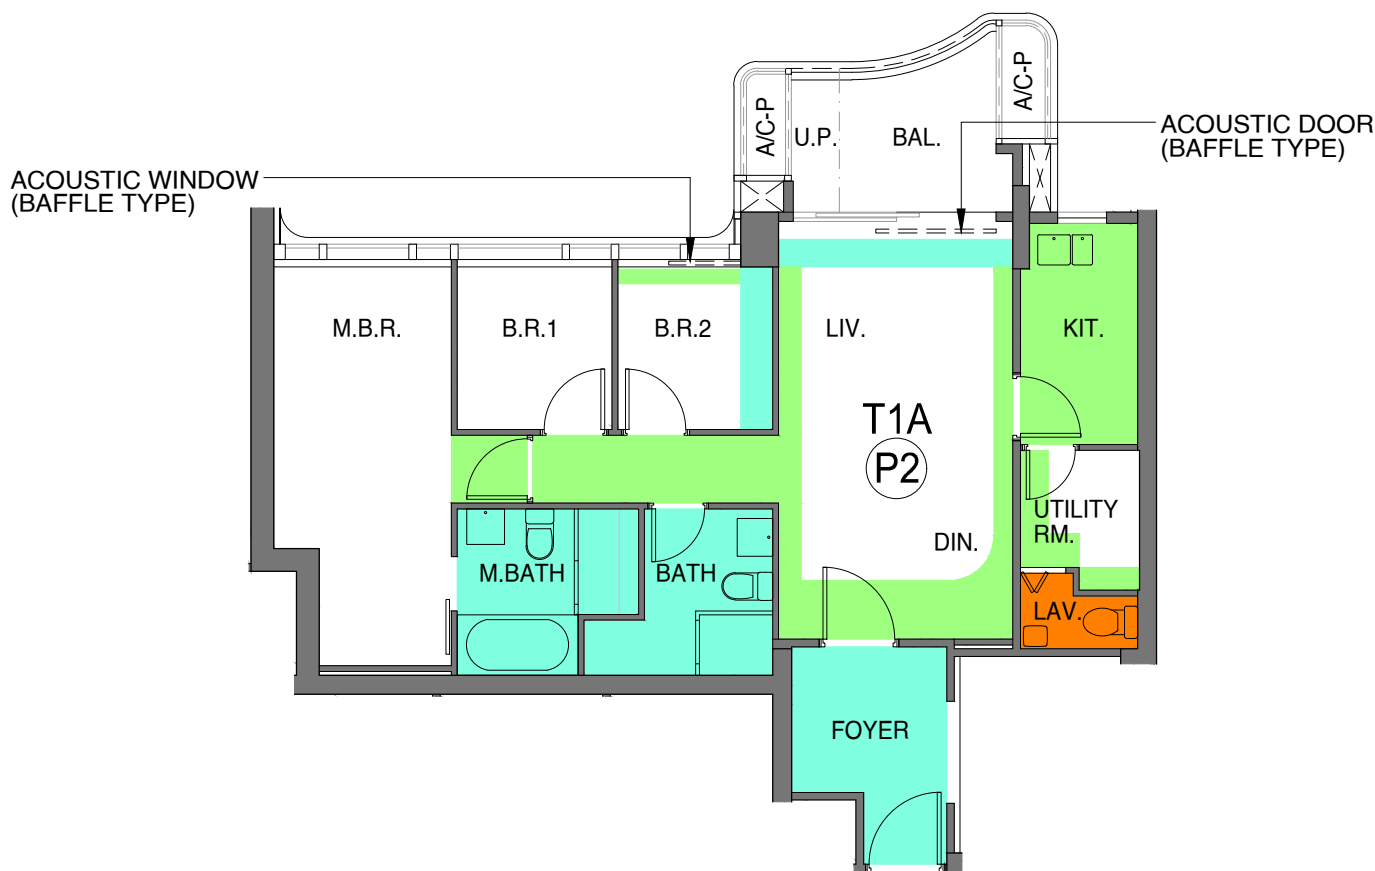 A/C-P
A/C-P
U.P.
BAL.
ACOUSTIC DOOR
(BAFFLE TYPE)
ACOUSTIC WINDOW
(BAFFLE TYPE)
M.B.R.
B.R.1
B.R.2
LIV.
KIT.
T1A
P2
UTILITY
RM.
DIN.
M.BATH
BATH
LAV.
FOYER